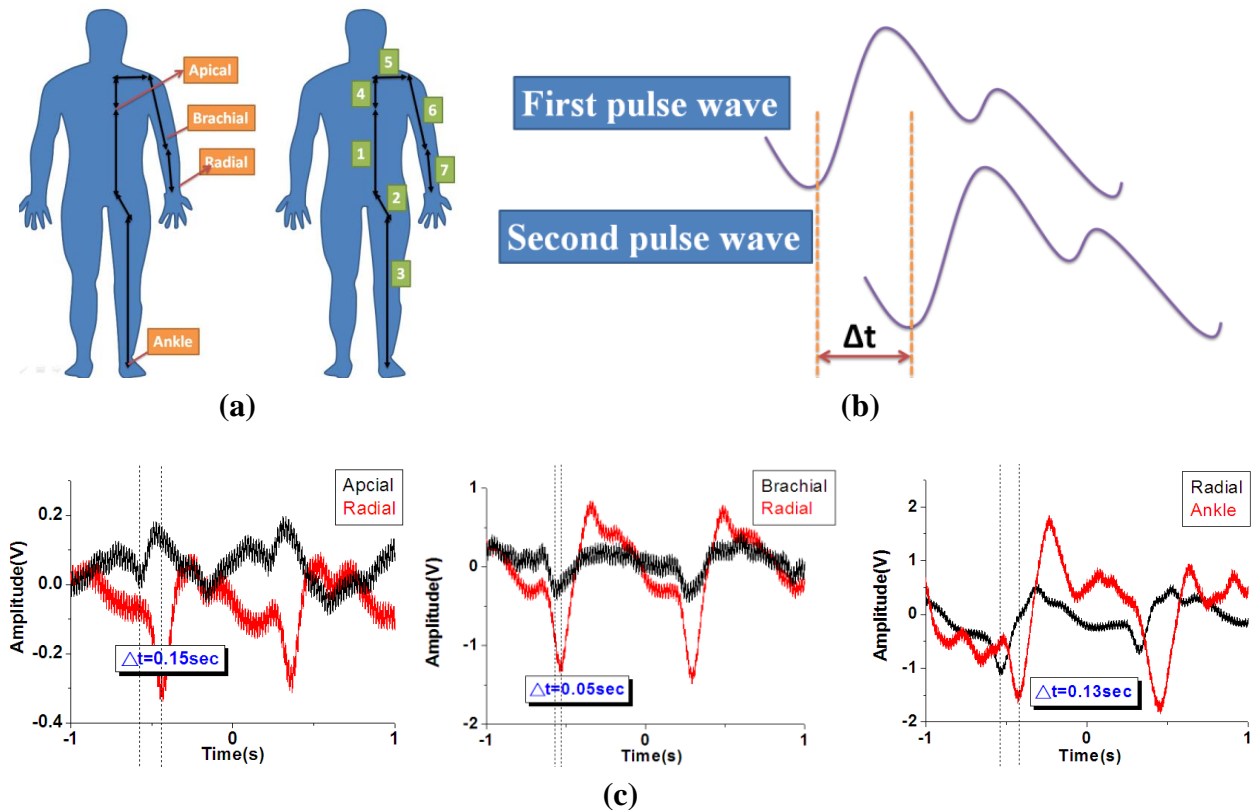 Apical
Brachial
Radial
Ankle
5
4
6
1
7
2
3
(a)
First pulse wave
Second pulse wave
Δt
(b)
Amplitude(V)
0.2
0.0
-0.2
-0.4
Apcial
Radial
△t=0.15sec
-1
0
1
Time(s)
Amplitude(V)
1
0
-1
-2
Brachial
Radial
△t=0.05sec
-1
0
1
Time(s)
Amplitude(V)
2
1
0
-1
-2
Radial
Ankle
△t=0.13sec
-1
0
1
Time(s)
(c)